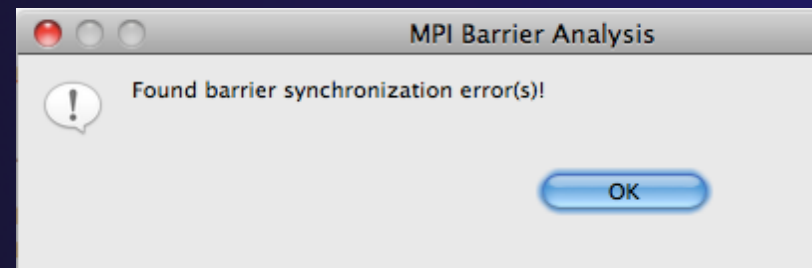 MPI Barrier Analysis
Found barrier synchronization error(s)!
OK